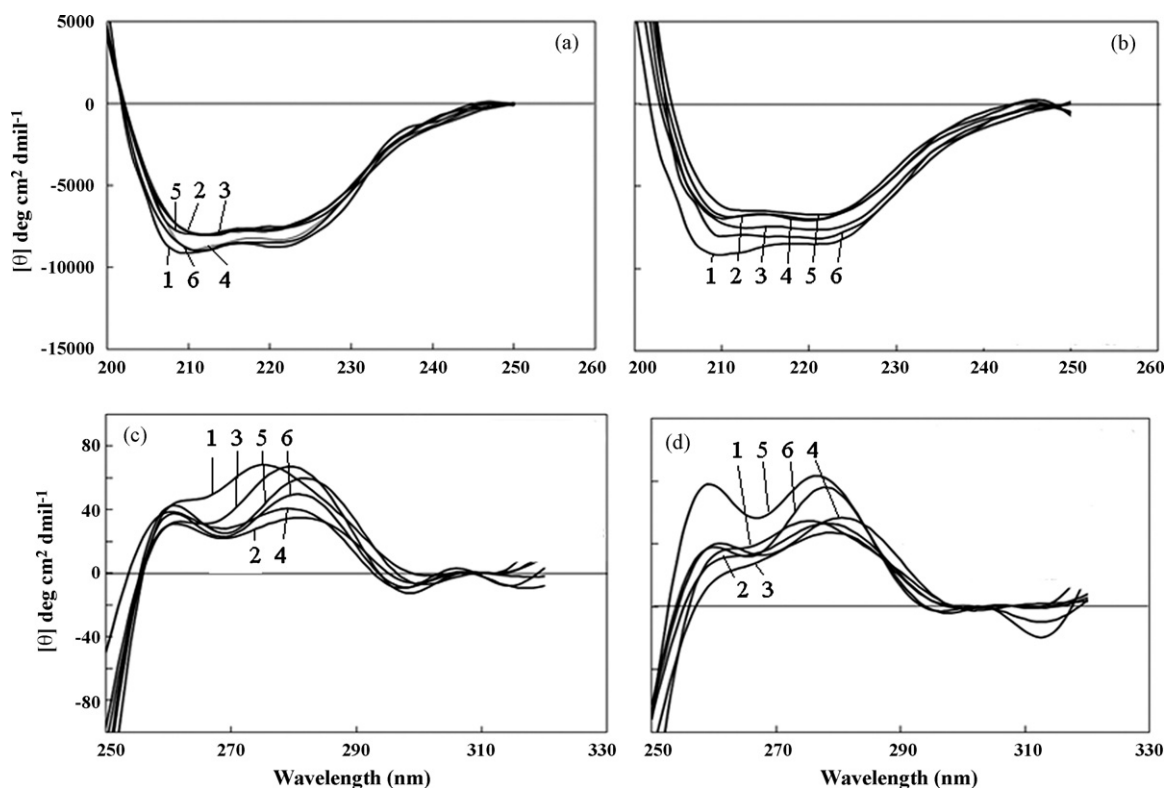 5000
0
-5000
-10000
-15000
[θ] deg cm² dmil⁻¹
(a)
5 2 3
1 6 4
200 210 220 230 240 250 260
(b)
1 2 3 4 5 6
200 210 220 230 240 250 260
80
40
0
-40
-80
[θ] deg cm² dmil⁻¹
(c)
1 3 5 6
2 4
250 270 290 310 330
Wavelength (nm)
(d)
1 5 6 4
2 3
250 270 290 310 330
Wavelength (nm)